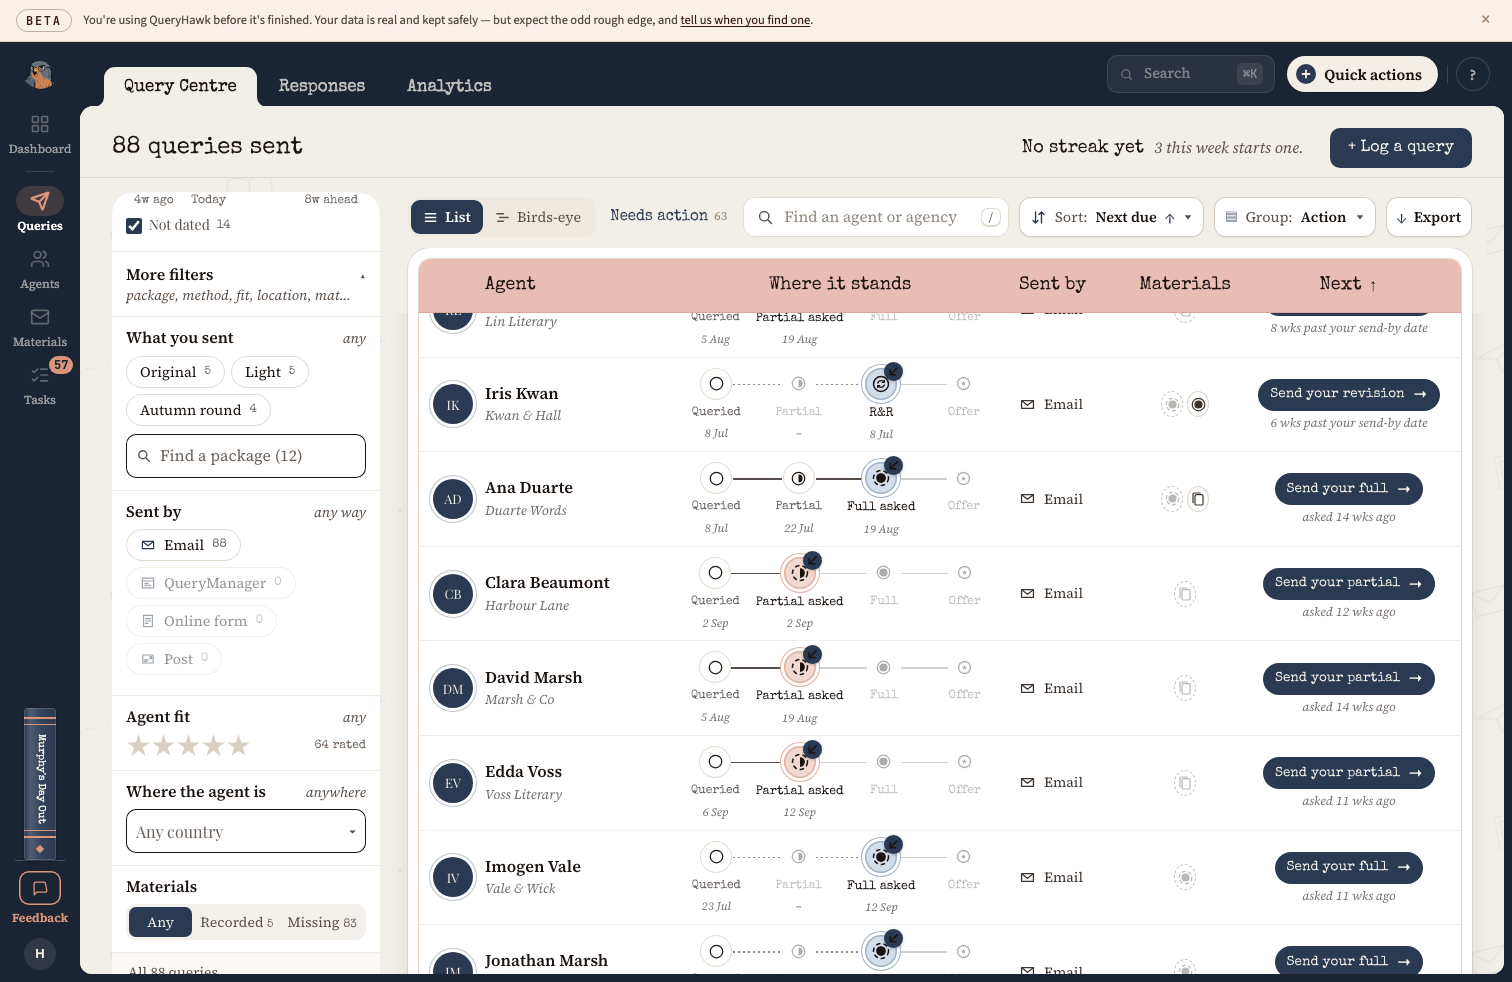 BETA You're using QueryHawk before it's finished. Your data is real and kept safely — but expect the odd rough edge, and tell us when you find one. ×
Query Centre Responses Analytics Search ⌘K + Quick actions ?
Dashboard
Queries
Agents
Materials
57
Tasks
Murphy's Day Out
Feedback
H
88 queries sent No streak yet 3 this week starts one. + Log a query
4w ago Today 8w ahead
Not dated 14
More filters
package, method, fit, location, mat...
What you sent any
Original 5 Light 5
Autumn round 4
Find a package (12)
Sent by any way
Email 88
QueryManager 0
Online form 0
Post 0
Agent fit any
64 rated
Where the agent is anywhere
Any country
Materials
Any Recorded 5 Missing 83
All 88 queries
List Birds-eye Needs action 63 Find an agent or agency / Sort: Next due ↑ Group: Action ↓ Export
Agent Where it stands Sent by Materials Next ↑
Lin Literary Queried Partial asked Full Offer Email
5 Aug 19 Aug 8 wks past your send-by date
IK Iris Kwan Email Send your revision →
Kwan & Hall Queried Partial R&R Offer 6 wks past your send-by date
8 Jul – 8 Jul
AD Ana Duarte Email Send your full →
Duarte Words Queried Partial Full asked Offer asked 14 wks ago
8 Jul 22 Jul 19 Aug
CB Clara Beaumont Email Send your partial →
Harbour Lane Queried Partial asked Full Offer asked 12 wks ago
2 Sep 2 Sep
DM David Marsh Email Send your partial →
Marsh & Co Queried Partial asked Full Offer asked 14 wks ago
5 Aug 19 Aug
EV Edda Voss Email Send your partial →
Voss Literary Queried Partial asked Full Offer asked 11 wks ago
6 Sep 12 Sep
IV Imogen Vale Email Send your full →
Vale & Wick Queried Partial Full asked Offer asked 11 wks ago
23 Jul – 12 Sep
JM Jonathan Marsh Email Send your full →